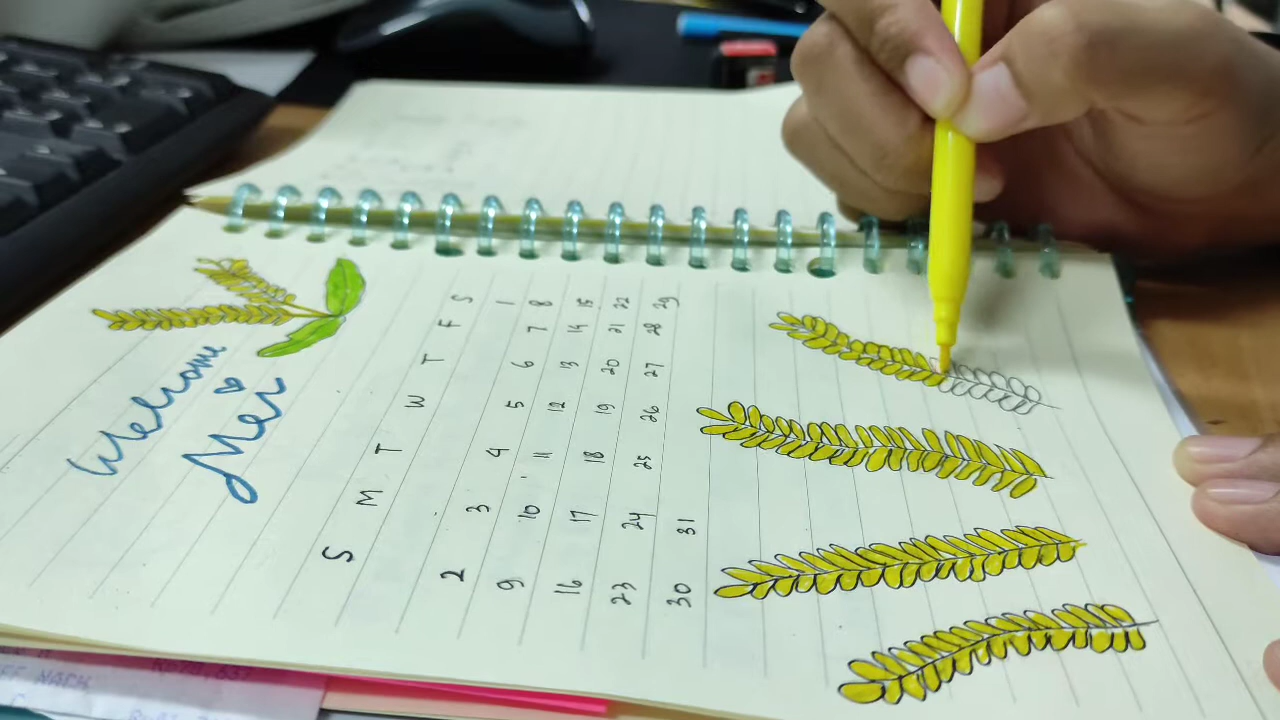 Welcome
Mei
S M T W T F S
1
2 3 4 5 6 7 8
9 10 11 12 13 14 15
16 17 18 19 20 21 22
23 24 25 26 27 28 29
30 31